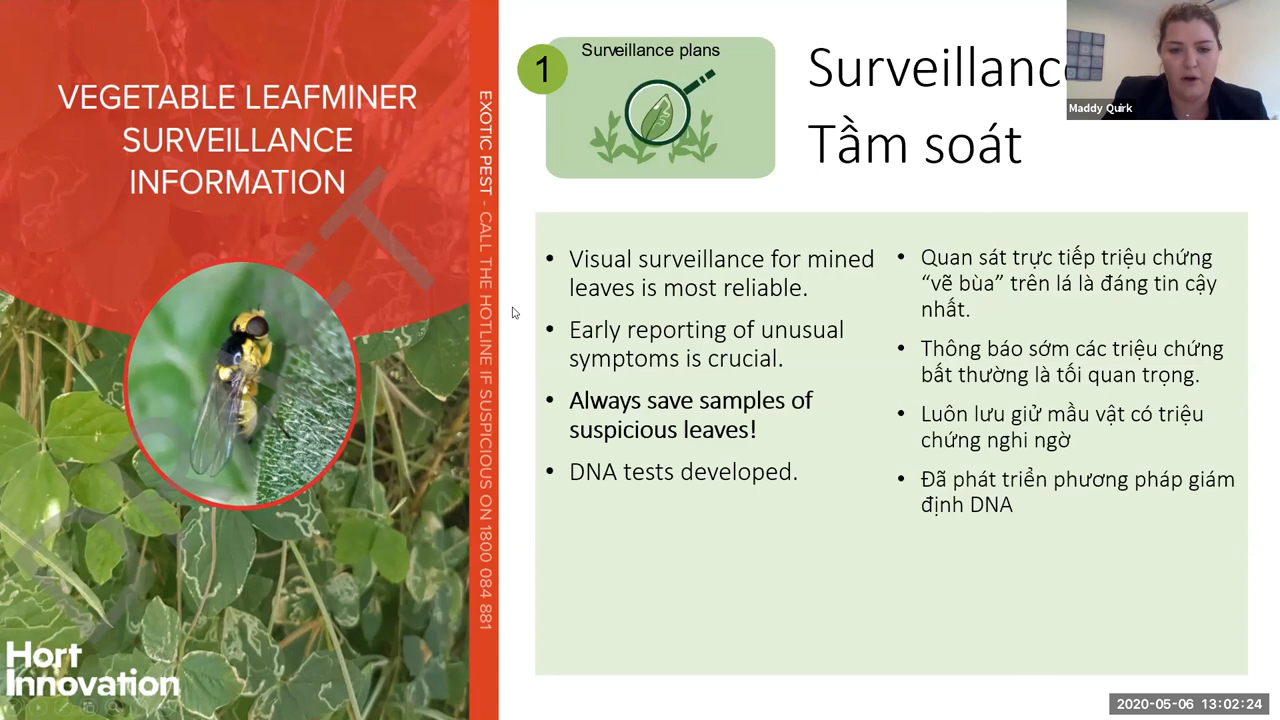 VEGETABLE LEAFMINER
SURVEILLANCE
INFORMATION
EXOTIC PEST - CALL THE HOTLINE IF SUSPICIOUS ON 1800 084 881
Hort
Innovation
1
Surveillance plans
Surveillanc
Tầm soát
Maddy Quirk
• Visual surveillance for mined
leaves is most reliable.
• Early reporting of unusual
symptoms is crucial.
• Always save samples of
suspicious leaves!
• DNA tests developed.
• Quan sát trực tiếp triệu chứng
“vẽ bùa” trên lá là đáng tin cậy
nhất.
• Thông báo sớm các triệu chứng
bất thường là tối quan trọng.
• Luôn lưu giử mầu vật có triệu
chứng nghi ngờ
• Đã phát triển phương pháp giám
định DNA
2020-05-06 13:02:24